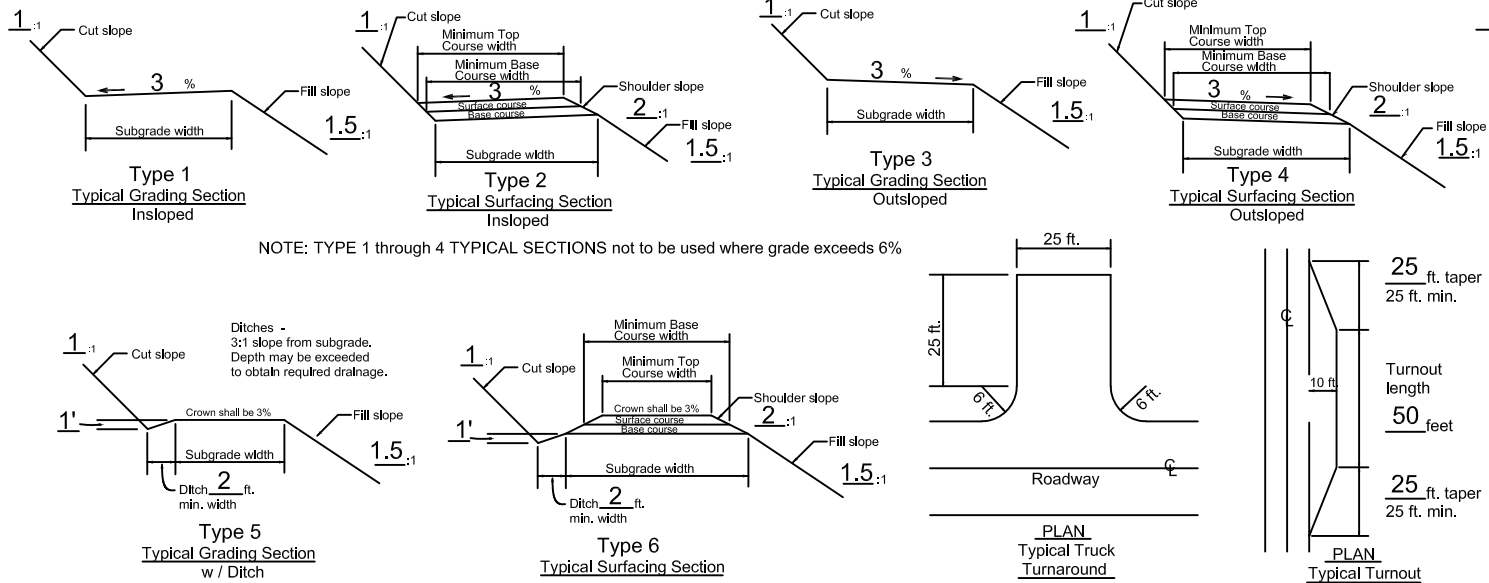 1 :1
Cut slope
3 %
Fill slope
Subgrade width
1.5 :1
Type 1
Typical Grading Section
Insloped
1 :1
Cut slope
Minimum Top
Course width
Minimum Base
Course width
3 %
Surface course
Base course
Shoulder slope
2 :1
Fill slope
1.5 :1
Subgrade width
Type 2
Typical Surfacing Section
Insloped
1 :1
Cut slope
3 %
Fill slope
Subgrade width
1.5 :1
Type 3
Typical Grading Section
Outsloped
1 :1
Cut slope
Minimum Top
Course width
Minimum Base
Course width
3 %
Surface course
Base course
Shoulder slope
2 :1
Fill slope
1.5 :1
Subgrade width
Type 4
Typical Surfacing Section
Outsloped
NOTE: TYPE 1 through 4 TYPICAL SECTIONS not to be used where grade exceeds 6%
1 :1
Cut slope
Ditches -
3:1 slope from subgrade.
Depth may be exceeded
to obtain required drainage.
Crown shall be 3%
Fill slope
1'
Subgrade width
1.5 :1
Ditch 2 ft.
min. width
Type 5
Typical Grading Section
w / Ditch
1 :1
Cut slope
Minimum Base
Course width
Minimum Top
Course width
Crown shall be 3%
Surface course
Base course
Shoulder slope
2 :1
Fill slope
1'
Subgrade width
1.5 :1
Ditch 2 ft.
min. width
Type 6
Typical Surfacing Section
25 ft.
25 ft.
6 ft.
6 ft.
Roadway
CL
PLAN
Typical Truck
Turnaround
CL
25 ft. taper
25 ft. min.
10 ft.
Turnout
length
50 feet
25 ft. taper
25 ft. min.
PLAN
Typical Turnout